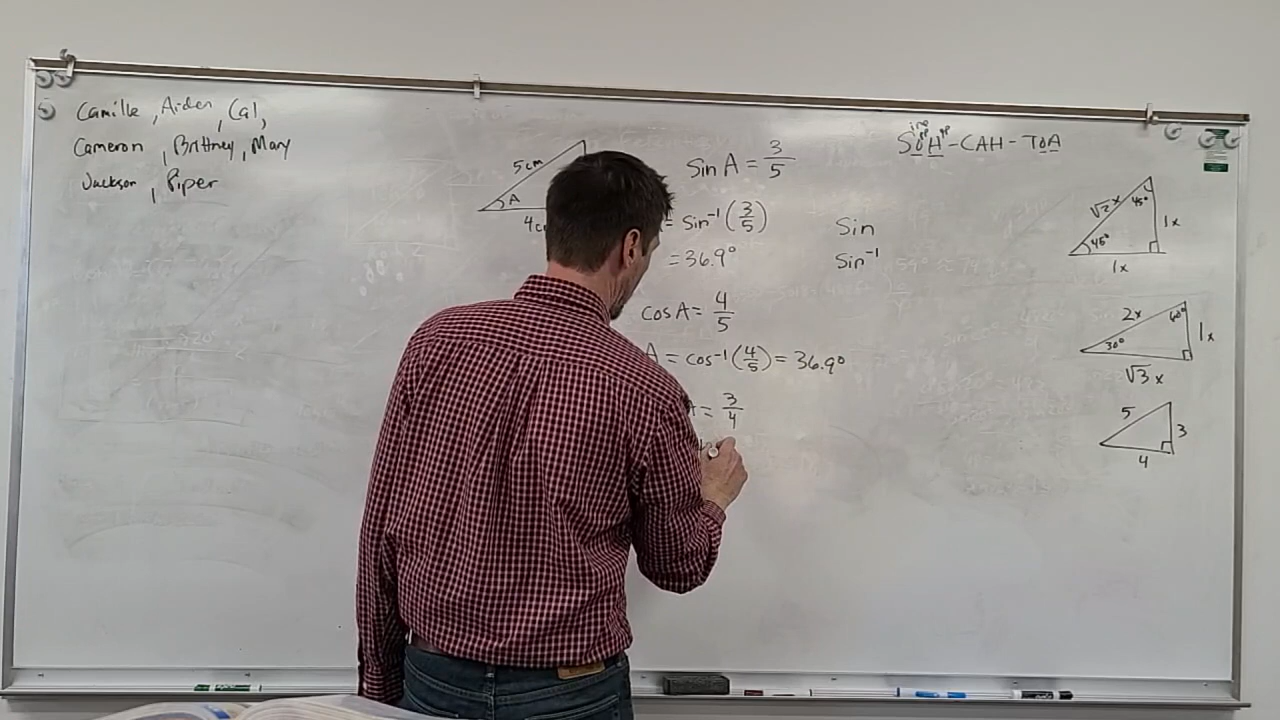 Camille, Aiden, Cal,
Cameron, Brittney, Mary
Jackson, Piper
5cm
A
sin A = 3/5
= sin⁻¹(3/5)
= 36.9°
cos A = 4/5
A = cos⁻¹(4/5) = 36.9°
= 3/4
sin
sin⁻¹
SOH-CAH-TOA
√2x
45°
1x
45°
1x
2x
60°
1x
30°
√3x
5
3
4